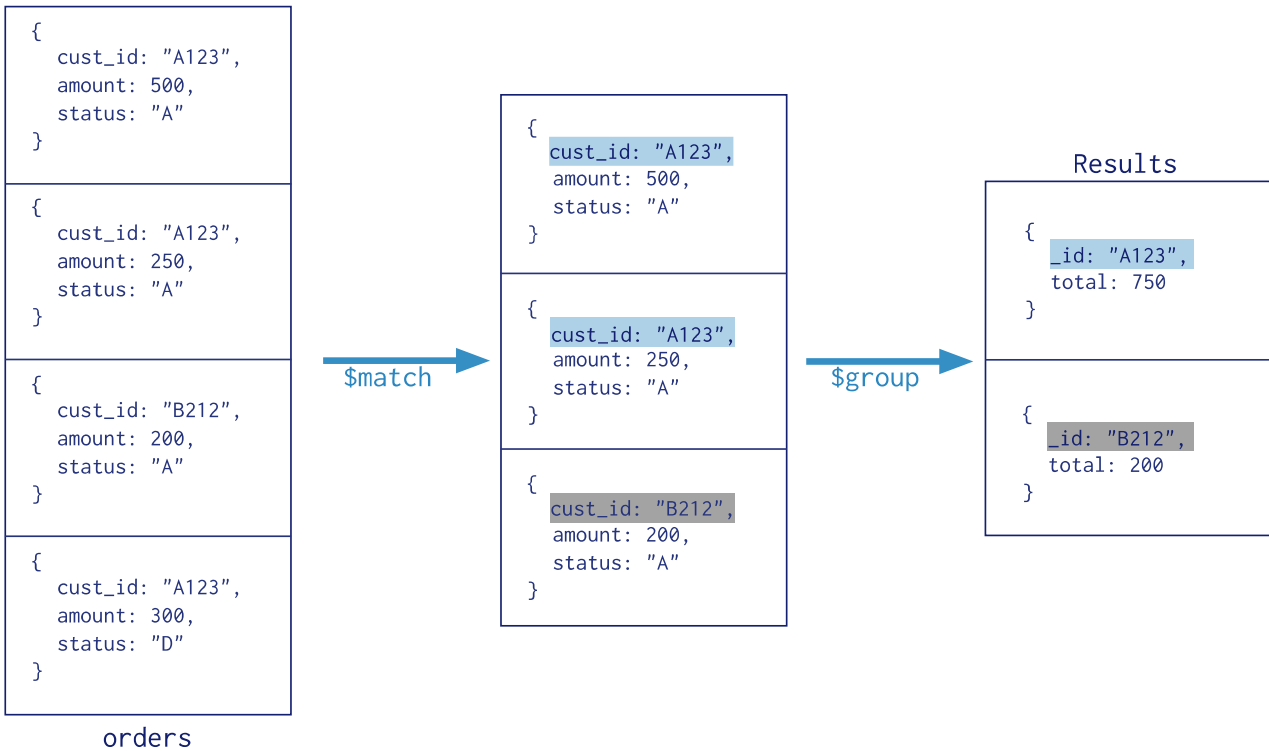 {
cust_id: "A123",
amount: 500,
status: "A"
}
{
cust_id: "A123",
amount: 250,
status: "A"
}
{
cust_id: "B212",
amount: 200,
status: "A"
}
{
cust_id: "A123",
amount: 300,
status: "D"
}
orders
$match
{
cust_id: "A123",
amount: 500,
status: "A"
}
{
cust_id: "A123",
amount: 250,
status: "A"
}
{
cust_id: "B212",
amount: 200,
status: "A"
}
$group
Results
{
_id: "A123",
total: 750
}
{
_id: "B212",
total: 200
}